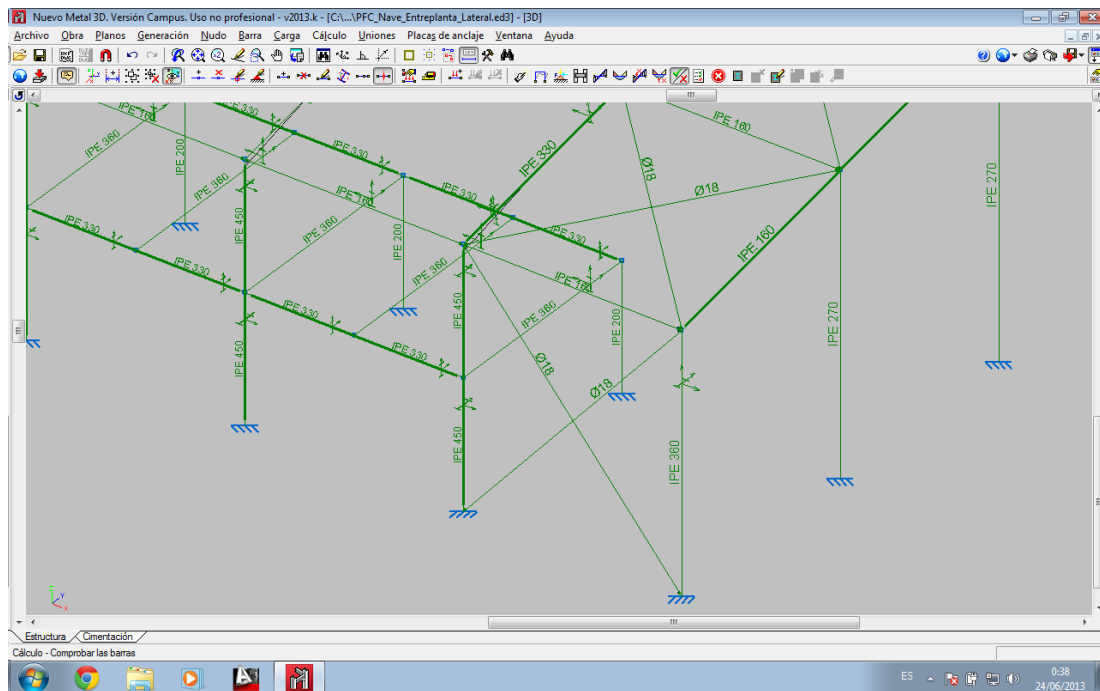 Nuevo Metal 3D. Versión Campus. Uso no profesional - v2013.k - [C:\...\PFC_Nave_Entreplanta_Lateral.ed3] - [3D]
Archivo Obra Planos Generación Nudo Barra Carga Cálculo Uniones Placas de anclaje Ventana Ayuda
IPE 160
IPE 330
IPE 360
IPE 200
IPE 330
IPE 330
IPE 160
IPE 360
IPE 360
Ø18
Ø18
IPE 270
IPE 450
IPE 360
IPE 160
IPE 330
IPE 200
IPE 330
IPE 330
IPE 160
IPE 360
IPE 160
IPE 330
IPE 450
IPE 360
IPE 200
IPE 270
IPE 450
IPE 330
Ø18
Ø18
IPE 450
IPE 360
Y
X
Estructura Cimentación
Cálculo - Comprobar las barras
ES
0:38
24/06/2013